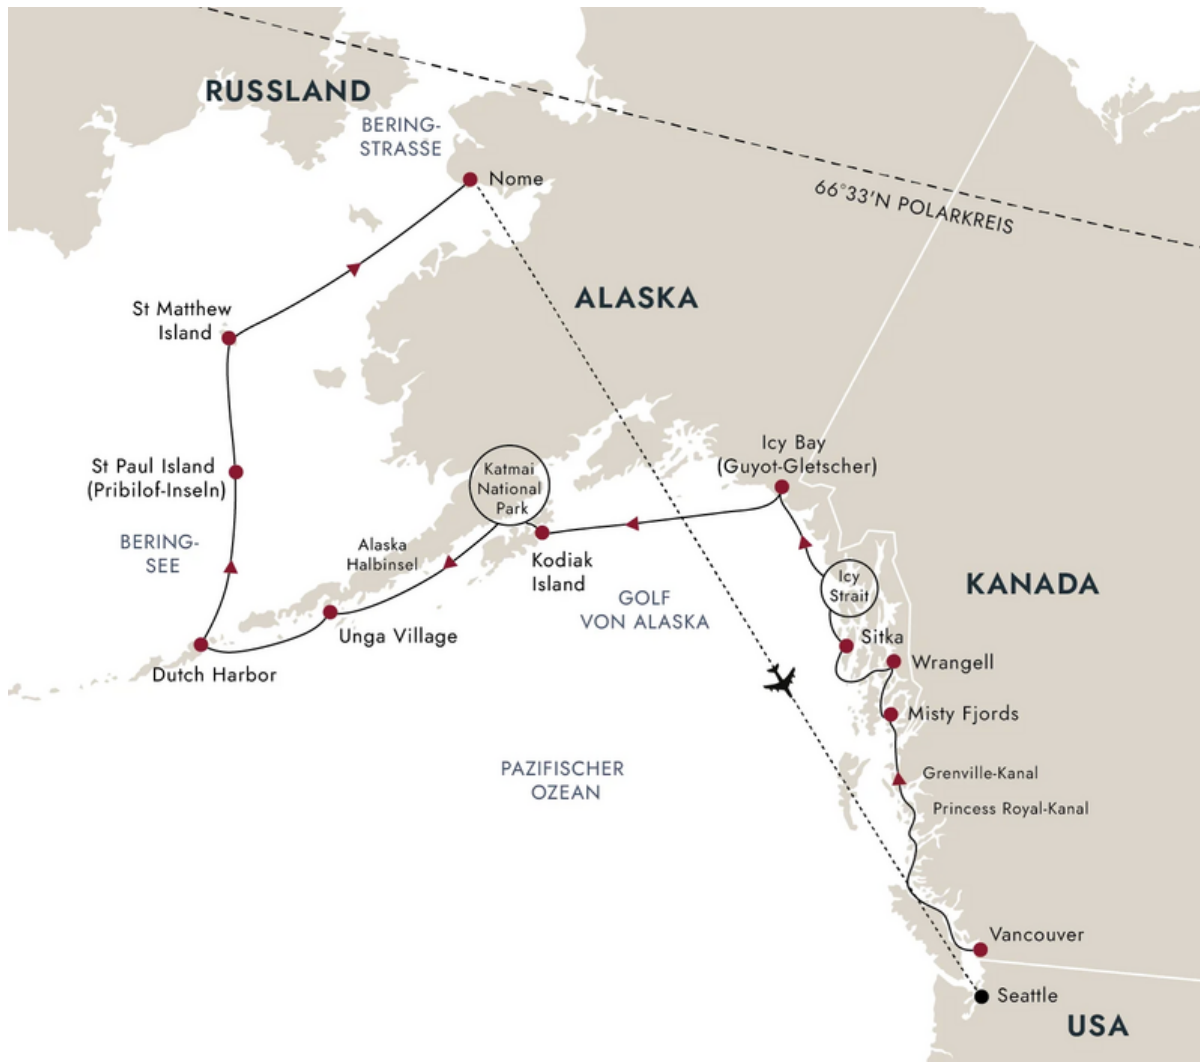 RUSSLAND
BERING-
STRASSE
Nome
66°33'N POLARKREIS
ALASKA
St Matthew
Island
Icy Bay
(Guyot-Gletscher)
Katmai
National
Park
St Paul Island
(Pribilof-Inseln)
BERING-
SEE
Alaska
Halbinsel
Kodiak
Island
Icy
Strait
KANADA
GOLF
VON ALASKA
Unga Village
Sitka
Wrangell
Dutch Harbor
Misty Fjords
PAZIFISCHER
OZEAN
Grenville-Kanal
Princess Royal-Kanal
Vancouver
Seattle
USA